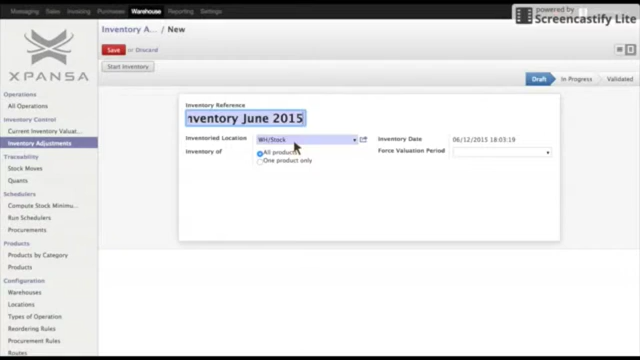 Messaging Sales Purchases Warehouse Reporting Settings
powered by
Screencastify Lite
Inventory A... / New
Save or Discard
Start Inventory
Draft In Progress Validated
XPANSA
Operations
All Operations
Inventory Control
Current Inventory Valuat...
Inventory Adjustments
Traceability
Stock Moves
Quants
Schedulers
Compute Stock Minimu...
Run Schedulers
Procurements
Products
Products by Category
Products
Configuration
Warehouses
Locations
Types of Operation
Reordering Rules
Procurement Rules
Routes
Inventory Reference
nventory June 2015
Inventoried Location WH/Stock
Inventory of All products
One product only
Inventory Date 06/12/2015 18:03:19
Force Valuation Period